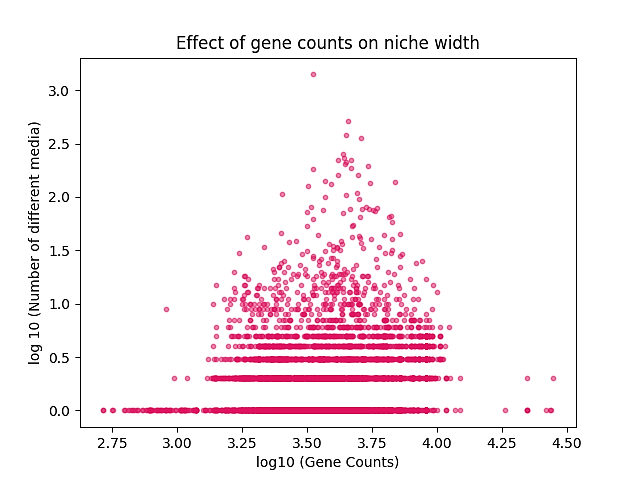 Effect of gene counts on niche width
log 10 (Number of different media)
3.0
2.5
2.0
1.5
1.0
0.5
0.0
2.75 3.00 3.25 3.50 3.75 4.00 4.25 4.50
log10 (Gene Counts)